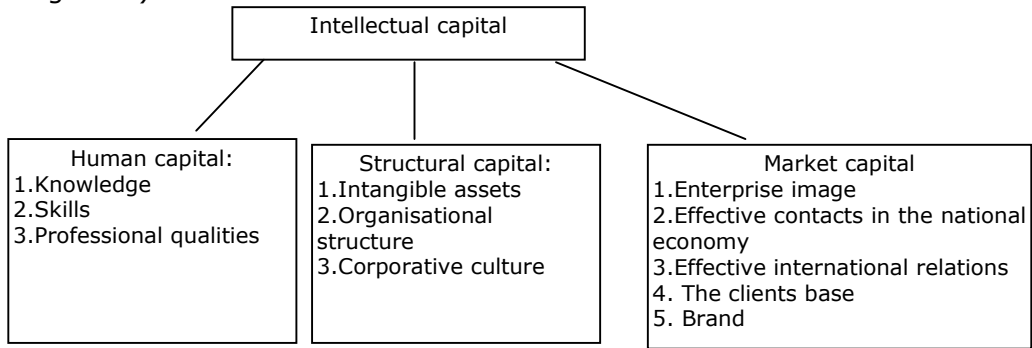 Intellectual capital
Human capital:
1.Knowledge
2.Skills
3.Professional qualities
Structural capital:
1.Intangible assets
2.Organisational
structure
3.Corporative culture
Market capital
1.Enterprise image
2.Effective contacts in the national
economy
3.Effective international relations
4. The clients base
5. Brand